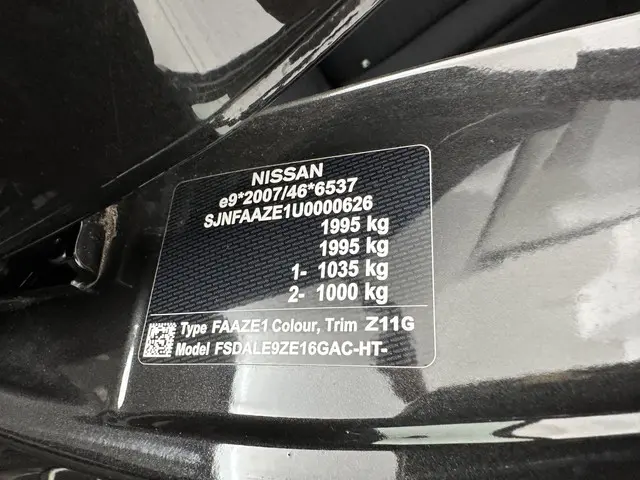 NISSAN
e9*2007/46*6537
SJNFAAZE1U0000626
1995 kg
1995 kg
1- 1035 kg
2- 1000 kg
Type FAAZE1 Colour, Trim Z11G
Model FSDALE9ZE16GAC-HT-